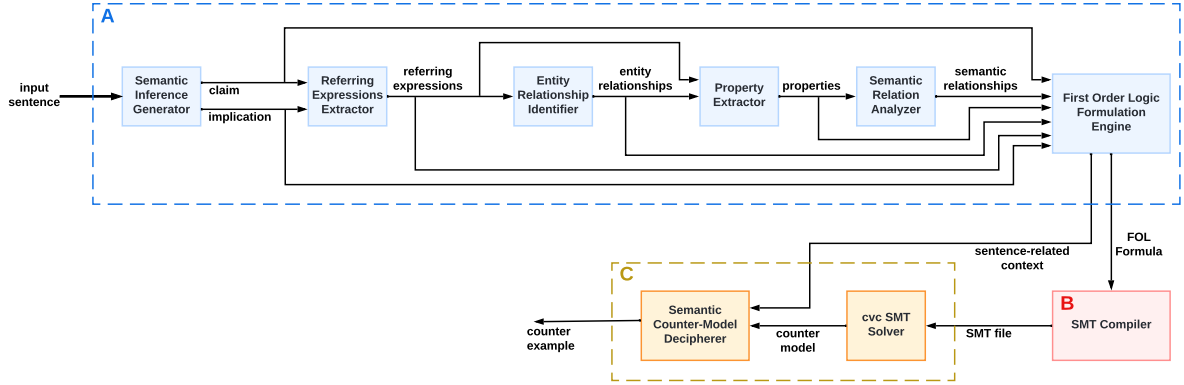 A
input
sentence
Semantic
Inference
Generator
claim
implication
Referring
Expressions
Extractor
referring
expressions
Entity
Relationship
Identifier
entity
relationships
Property
Extractor
properties
Semantic
Relation
Analyzer
semantic
relationships
First Order Logic
Formulation
Engine
sentence-related
context
FOL
Formula
C
B
Semantic
Counter-Model
Decipherer
cvc SMT
Solver
SMT Compiler
counter
example
counter
model
SMT file